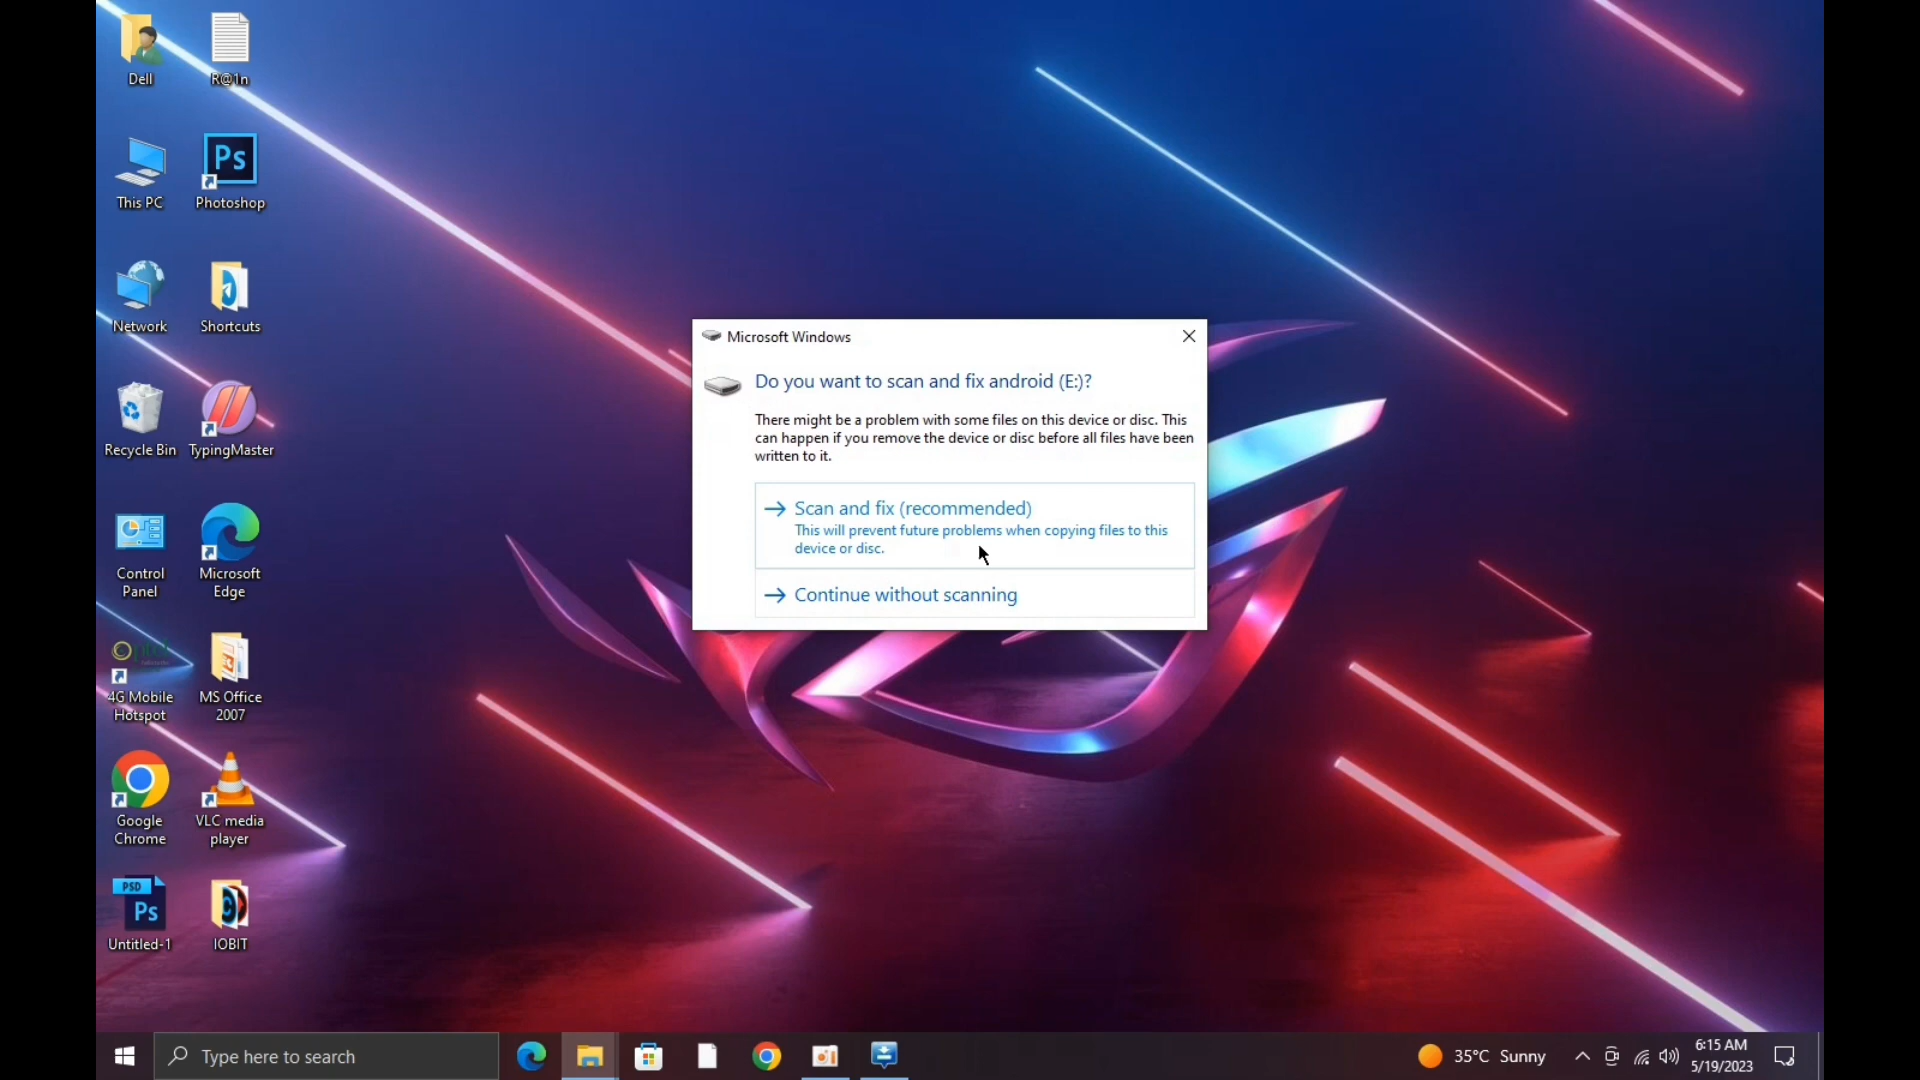 Dell
R@1n
This PC
Ps
Photoshop
Network
Shortcuts
Recycle Bin
TypingMaster
Control
Panel
Microsoft
Edge
4G Mobile
Hotspot
MS Office
2007
Google
Chrome
VLC media
player
PSD
Ps
Untitled-1
IOBIT
Microsoft Windows
Do you want to scan and fix android (E:)?
There might be a problem with some files on this device or disc. This
can happen if you remove the device or disc before all files have been
written to it.
Scan and fix (recommended)
This will prevent future problems when copying files to this
device or disc.
Continue without scanning
Type here to search
35°C Sunny
6:15 AM
5/19/2023